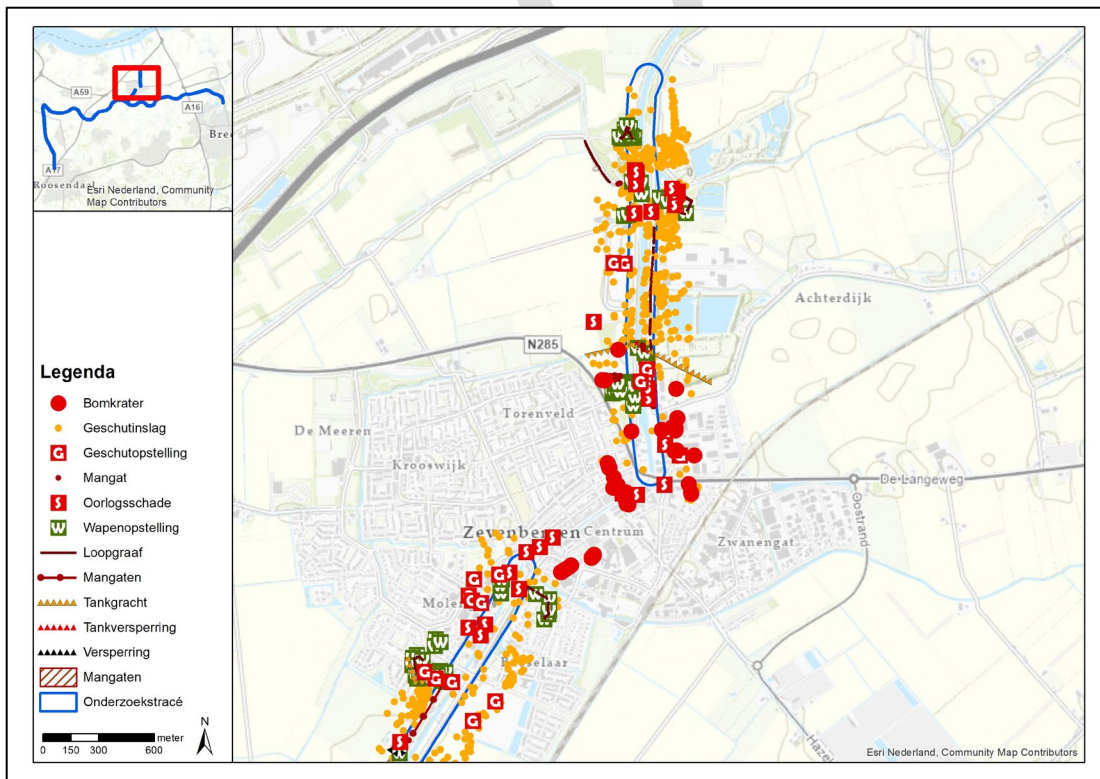 A59
A16
A17
Roosendaal
Esri Nederland, Community
Map Contributors
Legenda
Bomkrater
Geschutinslag
G Geschutopstelling
Mangat
S Oorlogsschade
W Wapenopstelling
Loopgraaf
Mangaten
Tankgracht
Tankversperring
Versperring
Mangaten
Onderzoekstracé
0 150 300 600 meter
N
Achterdijk
N285
Torenveld
De Meeren
Krooswijk
De Langeweg
Oostrand
Zevenbergen
Centrum
Zwanengat
Esri Nederland, Community Map Contributors